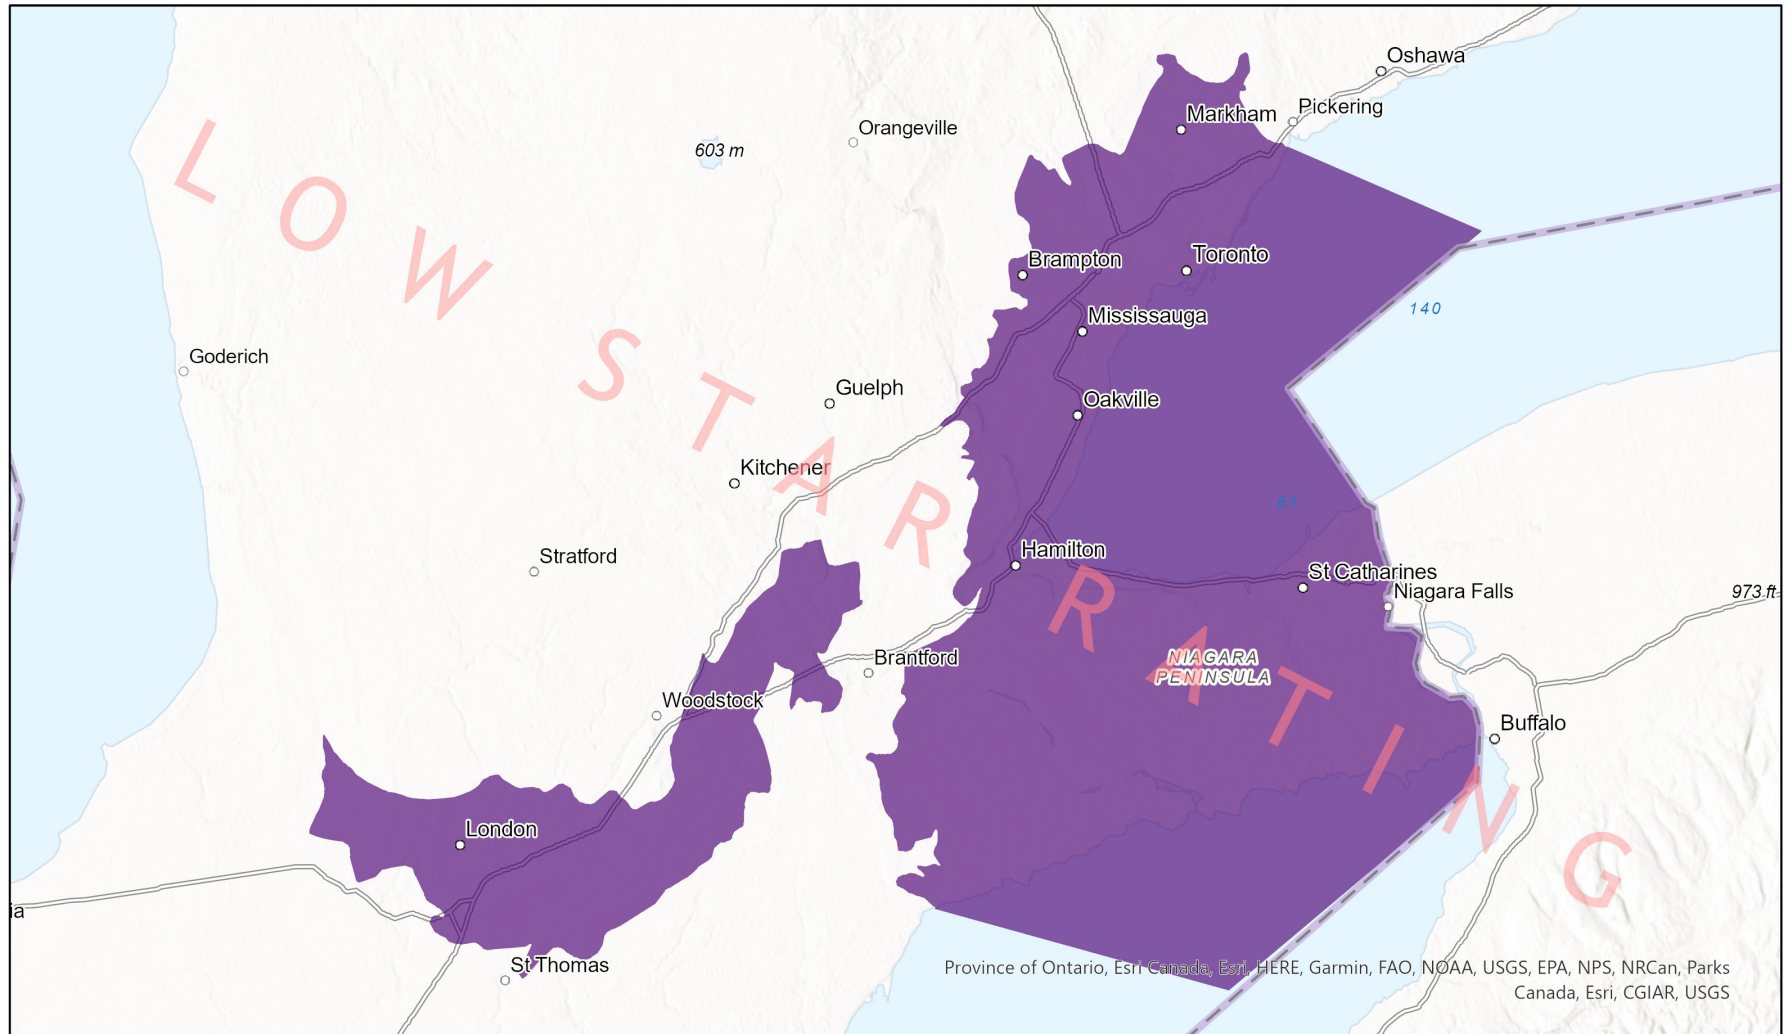 Oshawa
Pickering
Markham
Orangeville
603 m
LOW STAR RATING
Brampton
Toronto
140
Mississauga
Goderich
Guelph
Oakville
Kitchener
61
Hamilton
Stratford
St Catharines
Niagara Falls
973 ft
Brantford
NIAGARA
PENINSULA
Woodstock
Buffalo
London
ia
St Thomas
Province of Ontario, Esri Canada, Esri, HERE, Garmin, FAO, NOAA, USGS, EPA, NPS, NRCan, Parks
Canada, Esri, CGIAR, USGS